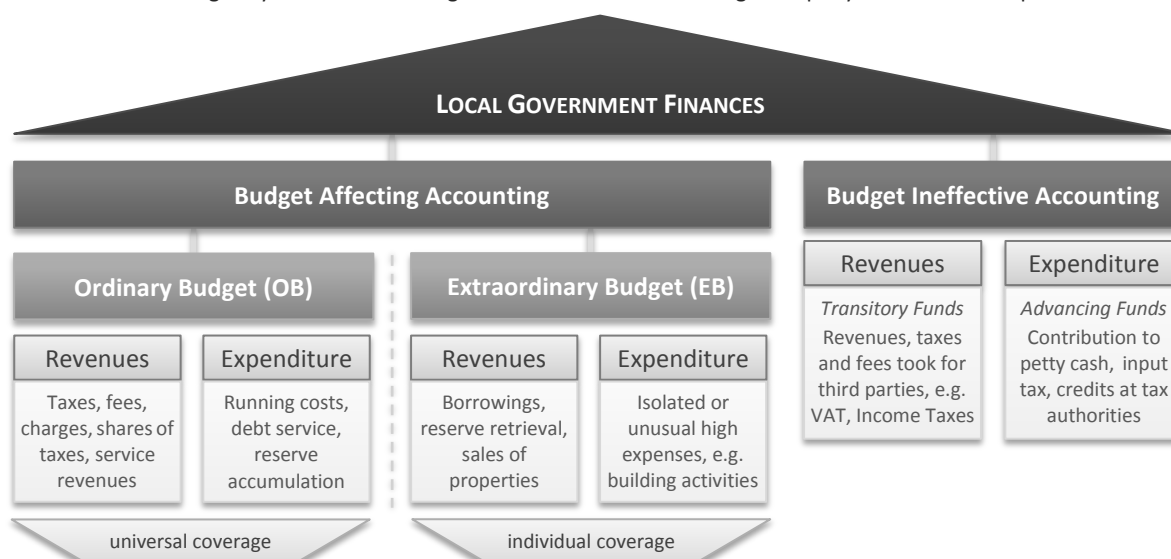 LOCAL GOVERNMENT FINANCES
Budget Affecting Accounting
Ordinary Budget (OB)
Revenues
Taxes, fees,
charges, shares of
taxes, service
revenues
Expenditure
Running costs,
debt service,
reserve
accumulation
universal coverage
Extraordinary Budget (EB)
Revenues
Borrowings,
reserve retrieval,
sales of
properties
Expenditure
Isolated or
unusual high
expenses, e.g.
building activities
individual coverage
Budget Ineffective Accounting
Revenues
Transitory Funds
Revenues, taxes
and fees took for
third parties, e.g.
VAT, Income Taxes
Expenditure
Advancing Funds
Contribution to
petty cash, input
tax, credits at tax
authorities